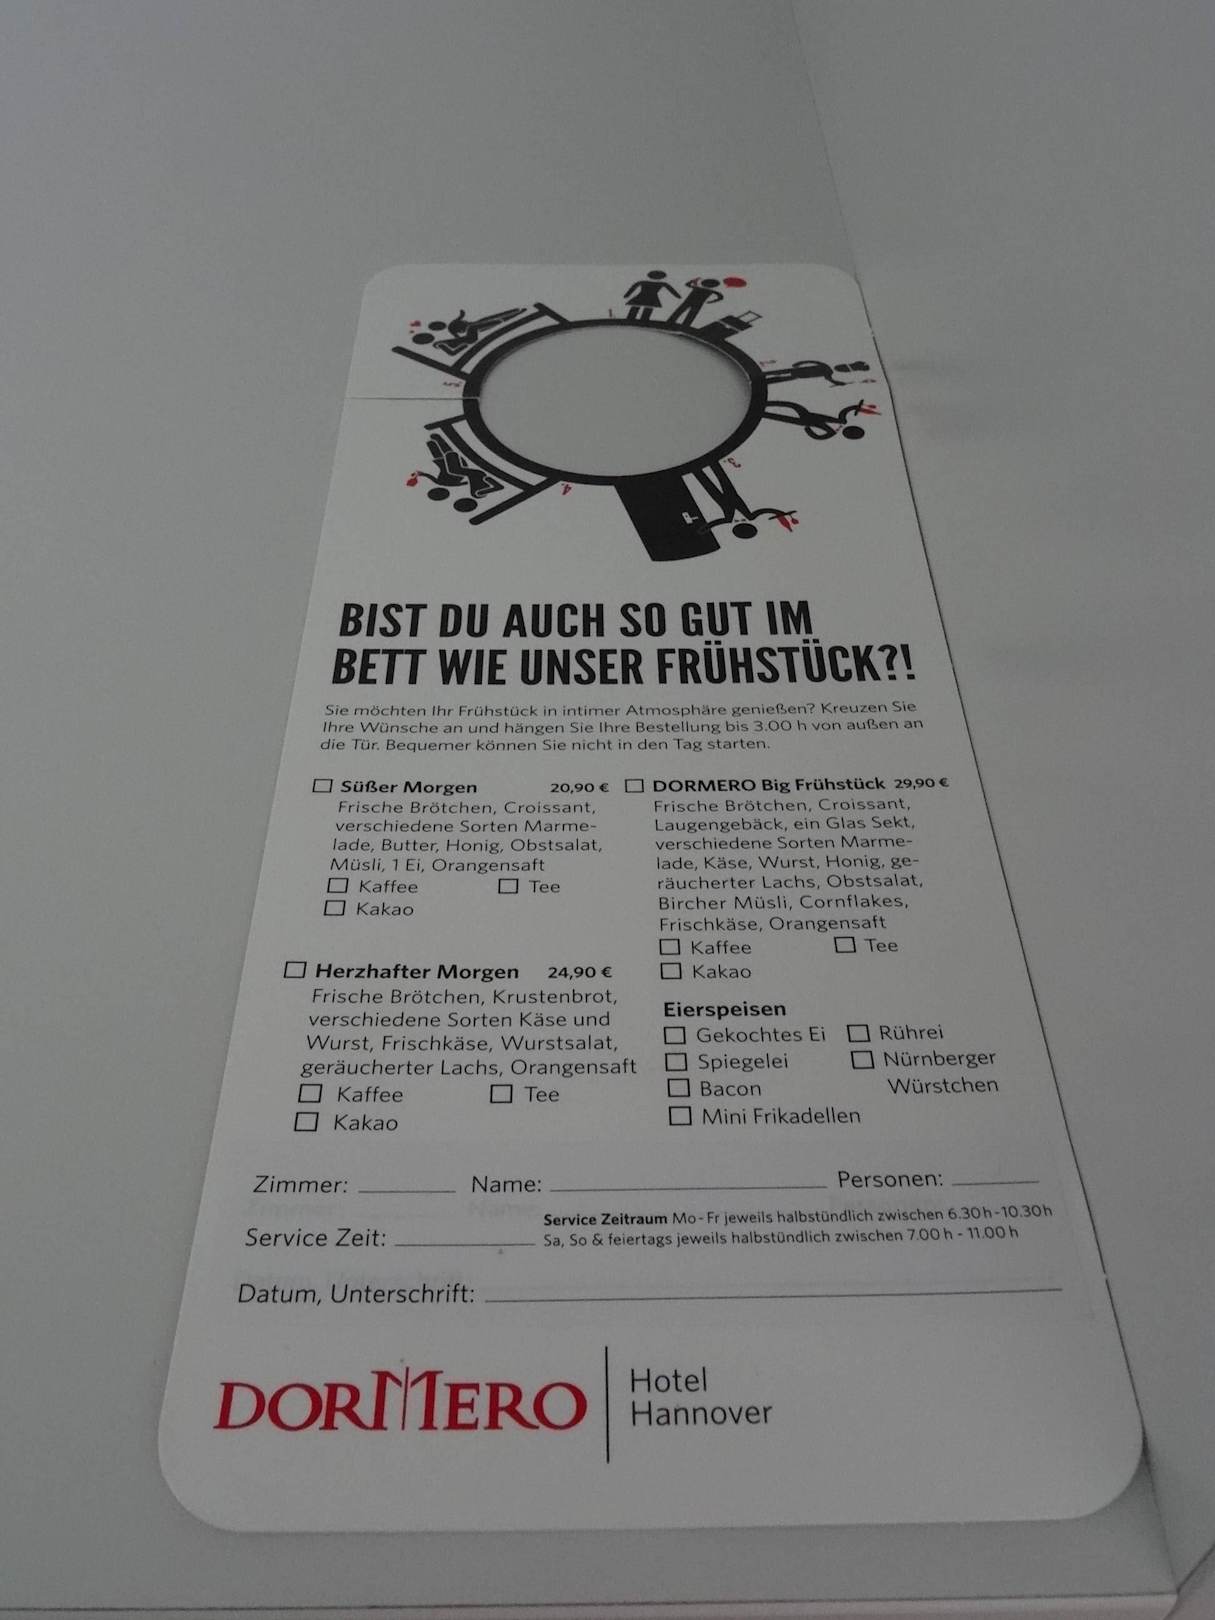 1.
2.
3.
4.
5.
BIST DU AUCH SO GUT IM
BETT WIE UNSER FRÜHSTÜCK?!
Sie möchten Ihr Frühstück in intimer Atmosphäre genießen? Kreuzen Sie
Ihre Wünsche an und hängen Sie Ihre Bestellung bis 3.00 h von außen an
die Tür. Bequemer können Sie nicht in den Tag starten.
Süßer Morgen 20,90 €
Frische Brötchen, Croissant,
verschiedene Sorten Marme-
lade, Butter, Honig, Obstsalat,
Müsli, 1 Ei, Orangensaft
Kaffee Tee
Kakao
Herzhafter Morgen 24,90 €
Frische Brötchen, Krustenbrot,
verschiedene Sorten Käse und
Wurst, Frischkäse, Wurstsalat,
geräucherter Lachs, Orangensaft
Kaffee Tee
Kakao
DORMERO Big Frühstück 29,90 €
Frische Brötchen, Croissant,
Laugengebäck, ein Glas Sekt,
verschiedene Sorten Marme-
lade, Käse, Wurst, Honig, ge-
räucherter Lachs, Obstsalat,
Bircher Müsli, Cornflakes,
Frischkäse, Orangensaft
Kaffee Tee
Kakao
Eierspeisen
Gekochtes Ei Rührei
Spiegelei Nürnberger
Bacon Würstchen
Mini Frikadellen
Zimmer: Name: Personen:
Service Zeit: Service Zeitraum Mo-Fr jeweils halbstündlich zwischen 6.30h-10.30h
Sa, So & feiertags jeweils halbstündlich zwischen 7.00 h - 11.00 h
Datum, Unterschrift:
DORMERO
Hotel
Hannover